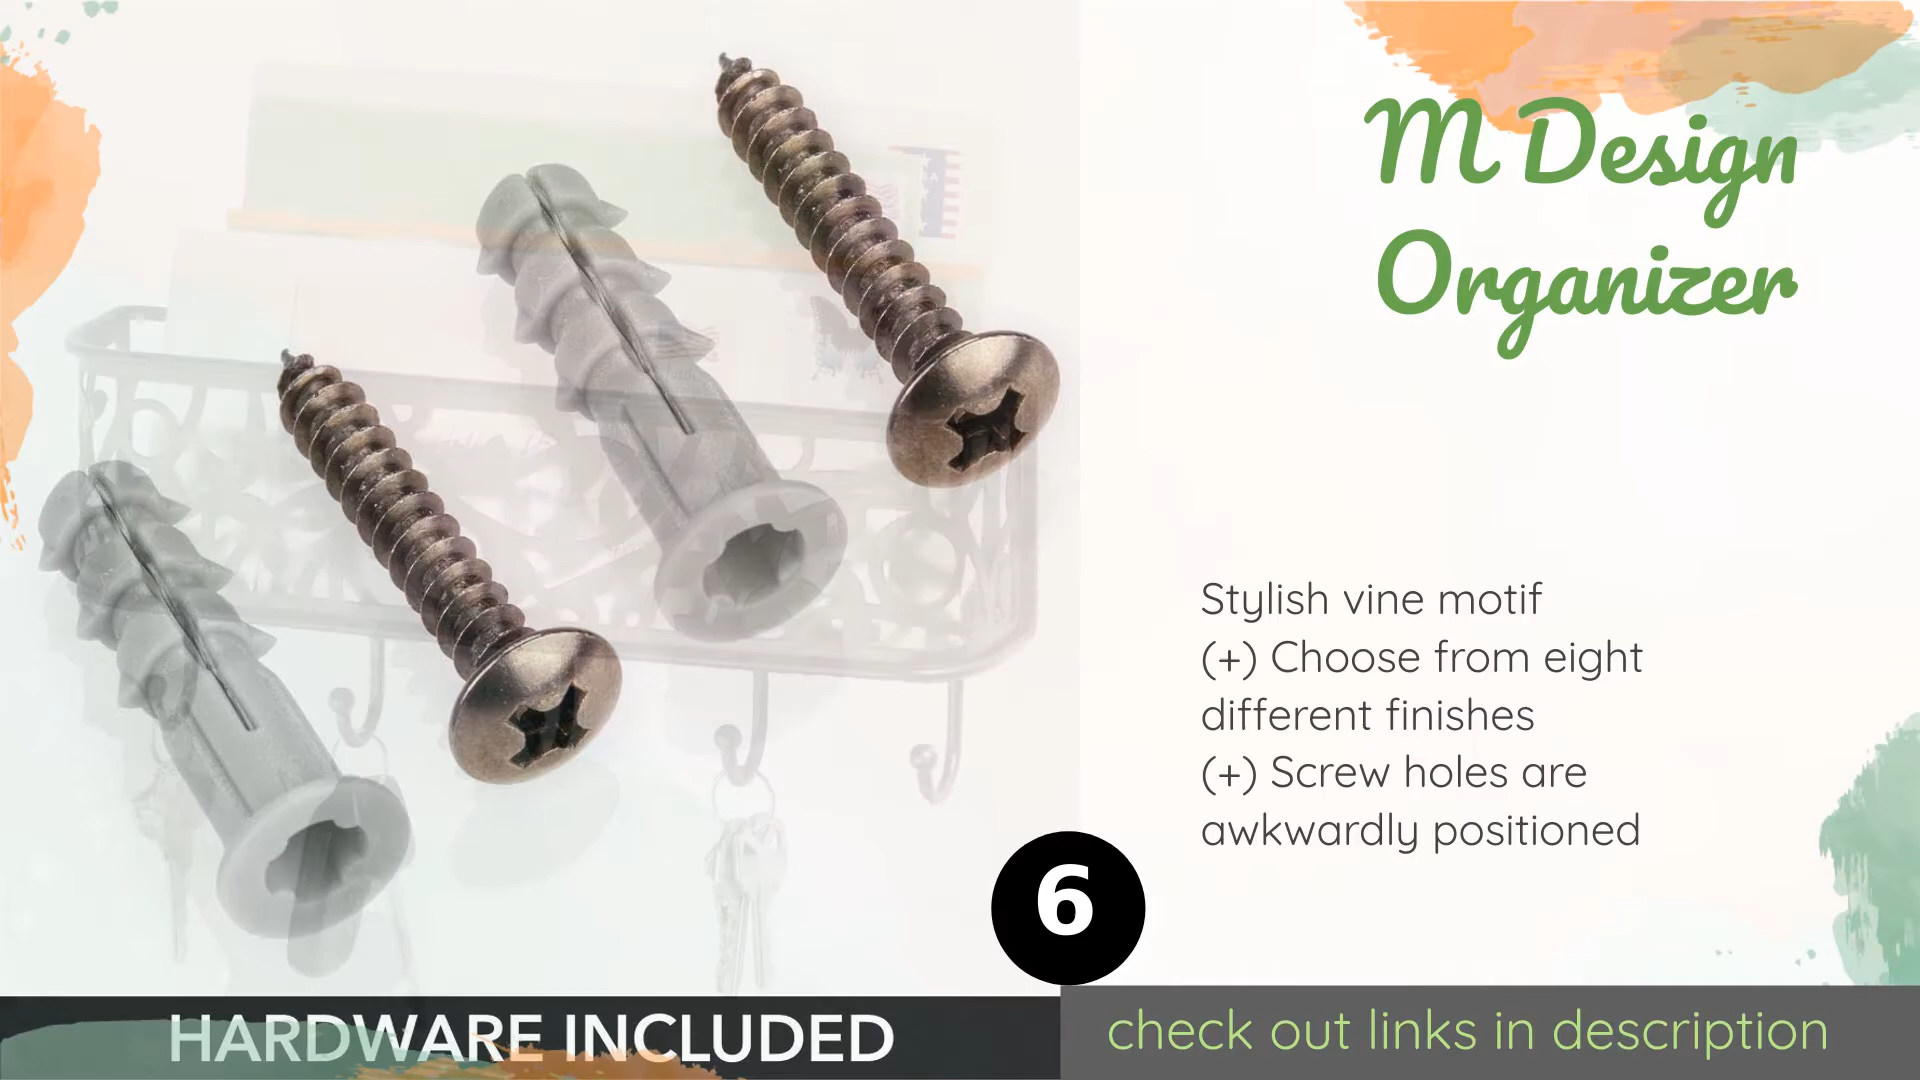 M Design
Organizer
Stylish vine motif
(+) Choose from eight
different finishes
(+) Screw holes are
awkwardly positioned
6
HARDWARE INCLUDED
check out links in description